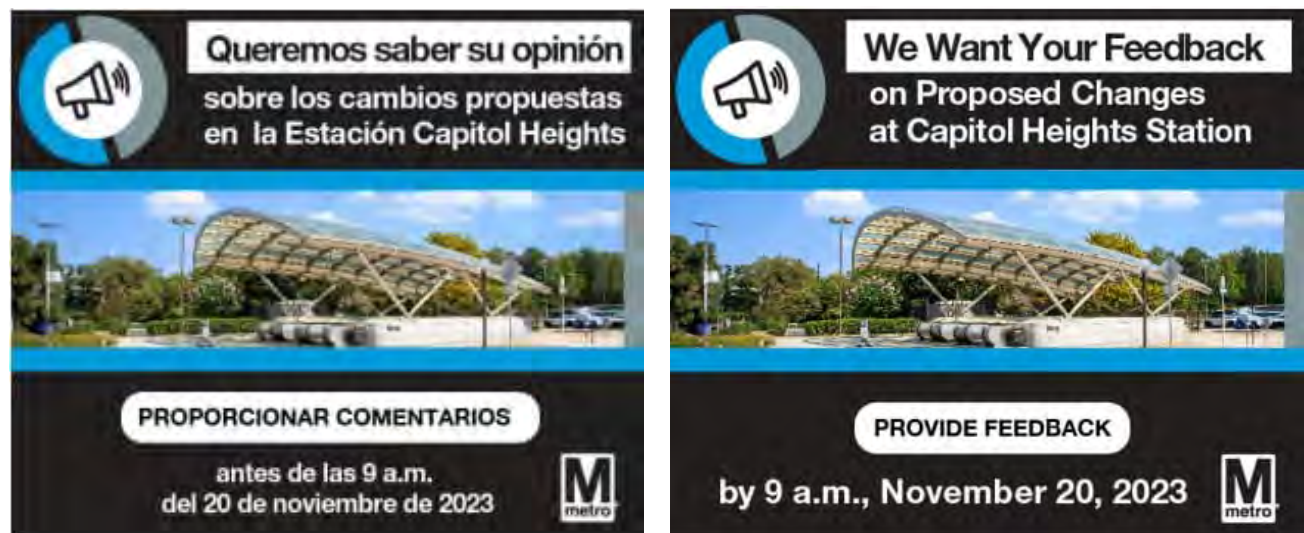 Queremos saber su opinión
sobre los cambios propuestas
en la Estación Capitol Heights
PROPORCIONAR COMENTARIOS
antes de las 9 a.m.
del 20 de noviembre de 2023
M
metro
We Want Your Feedback
on Proposed Changes
at Capitol Heights Station
PROVIDE FEEDBACK
by 9 a.m., November 20, 2023
M
metro